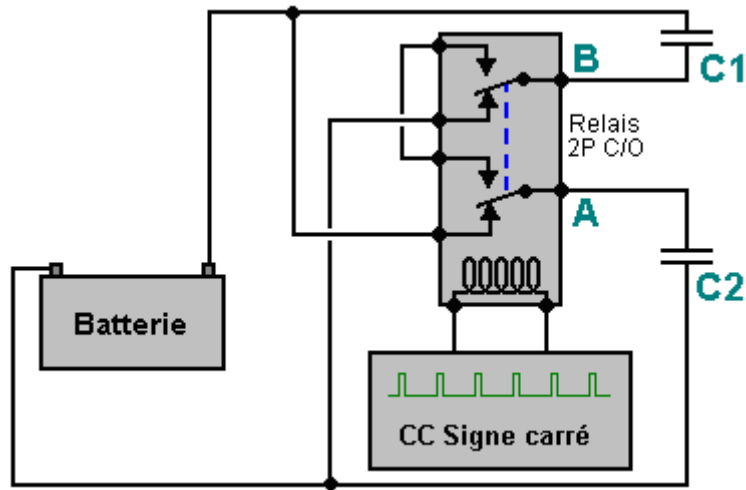 B
C1
Relais
2P C/O
A
C2
Batterie
CC Signe carré